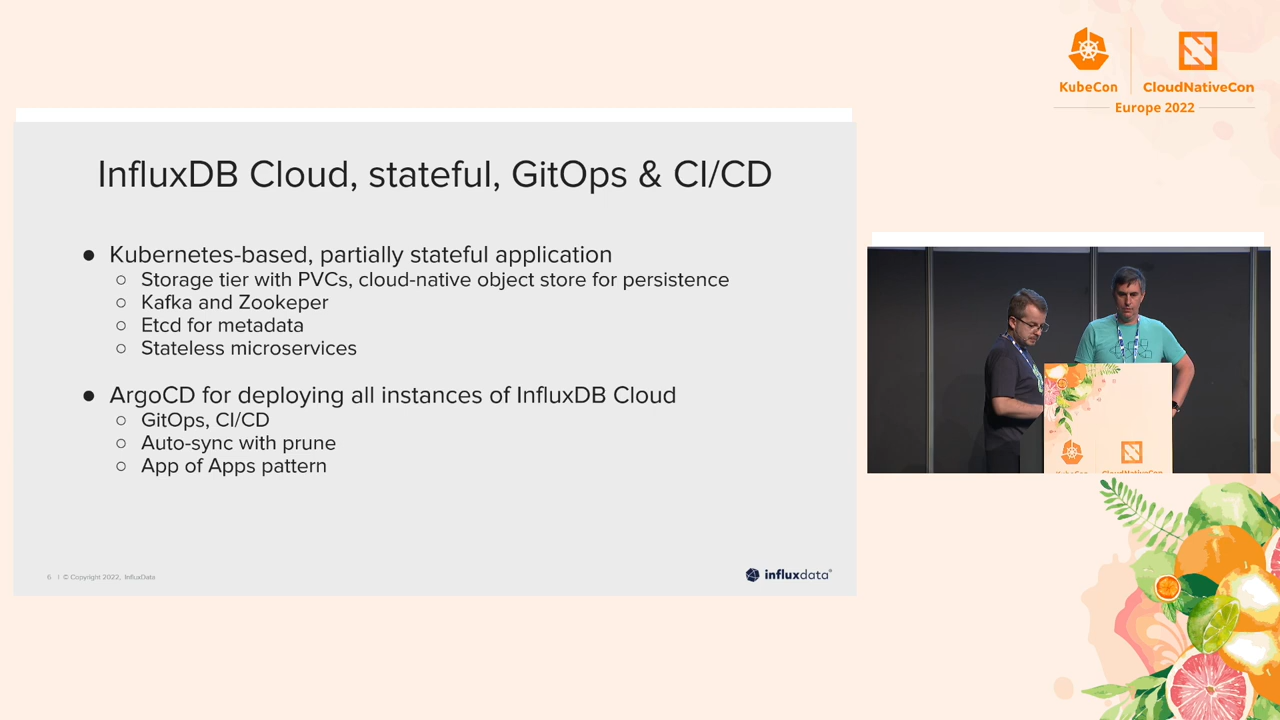 KubeCon
CloudNativeCon
Europe 2022
InfluxDB Cloud, stateful, GitOps & CI/CD
● Kubernetes-based, partially stateful application
○ Storage tier with PVCs, cloud-native object store for persistence
○ Kafka and Zookeper
○ Etcd for metadata
○ Stateless microservices
● ArgoCD for deploying all instances of InfluxDB Cloud
○ GitOps, CI/CD
○ Auto-sync with prune
○ App of Apps pattern
6 | © Copyright 2022, InfluxData
influxdata®